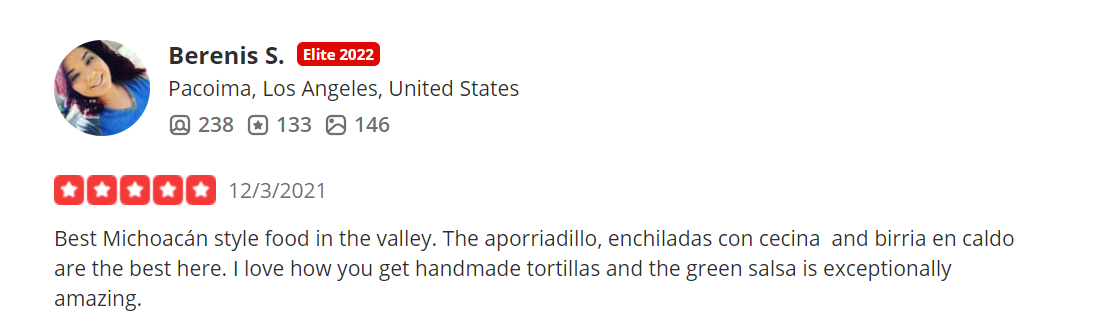 Berenis S. Elite 2022
Pacoima, Los Angeles, United States
238 133 146
12/3/2021
Best Michoacán style food in the valley. The aporriadillo, enchiladas con cecina  and birria en caldo
are the best here. I love how you get handmade tortillas and the green salsa is exceptionally
amazing.